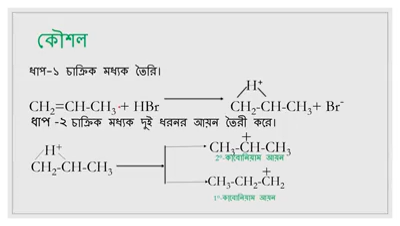 কৌশল
ধাপ-১ চাক্রিক মধ্যক তৈরি।
H⁺
CH₂=CH-CH₃+ HBr CH₂-CH-CH₃+ Br⁻
ধাপ -২ চাক্রিক মধ্যক দুই ধরনর আয়ন তৈরী করে।
H⁺
CH₂-CH-CH₃
+
CH₃-CH-CH₃
2°-কার্বোনিয়াম আয়ন
+
CH₃-CH₂-CH₂
1°-কার্বোনিয়াম আয়ন